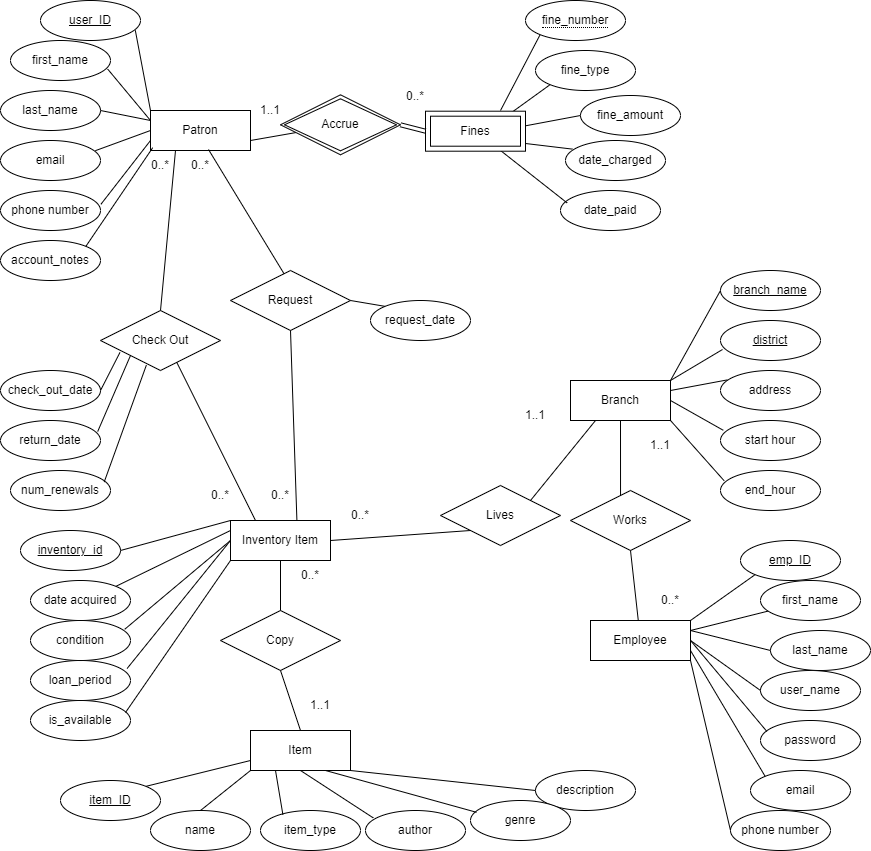 user_ID
fine_number
first_name
fine_type
last_name
1..1
0..*
fine_amount
Patron
Accrue
Fines
email
0..*
0..*
date_charged
phone number
date_paid
account_notes
Request
request_date
branch_name
Check Out
district
check_out_date
Branch
address
1..1
return_date
1..1
start hour
num_renewals
0..*
0..*
end_hour
0..*
Lives
Works
inventory_id
Inventory Item
emp_ID
0..*
date acquired
0..*
first_name
condition
Copy
Employee
last_name
loan_period
user_name
is_available
1..1
password
Item
item_ID
description
email
name
item_type
author
genre
phone number